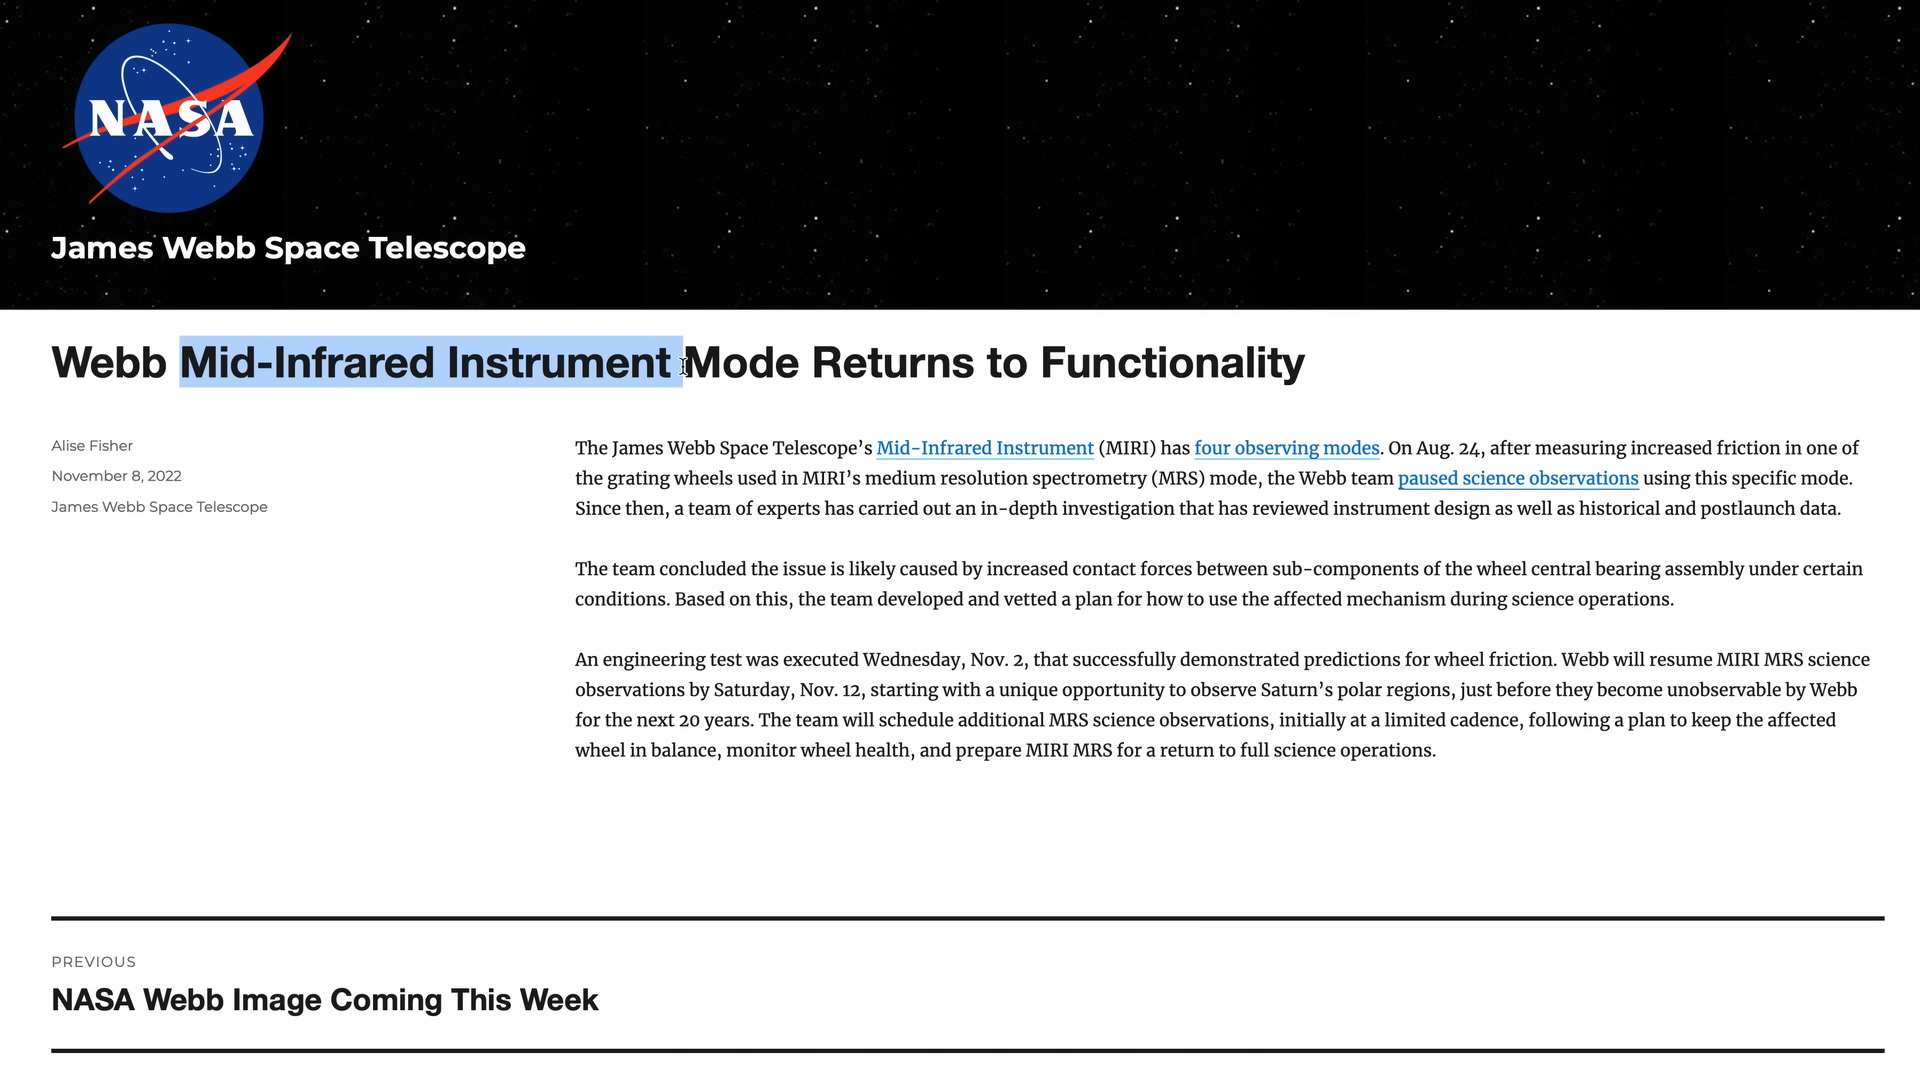 NASA
James Webb Space Telescope
Webb Mid-Infrared Instrument Mode Returns to Functionality
Alise Fisher
November 8, 2022
James Webb Space Telescope
The James Webb Space Telescope’s Mid-Infrared Instrument (MIRI) has four observing modes. On Aug. 24, after measuring increased friction in one of
the grating wheels used in MIRI’s medium resolution spectrometry (MRS) mode, the Webb team paused science observations using this specific mode.
Since then, a team of experts has carried out an in-depth investigation that has reviewed instrument design as well as historical and postlaunch data.
The team concluded the issue is likely caused by increased contact forces between sub-components of the wheel central bearing assembly under certain
conditions. Based on this, the team developed and vetted a plan for how to use the affected mechanism during science operations.
An engineering test was executed Wednesday, Nov. 2, that successfully demonstrated predictions for wheel friction. Webb will resume MIRI MRS science
observations by Saturday, Nov. 12, starting with a unique opportunity to observe Saturn’s polar regions, just before they become unobservable by Webb
for the next 20 years. The team will schedule additional MRS science observations, initially at a limited cadence, following a plan to keep the affected
wheel in balance, monitor wheel health, and prepare MIRI MRS for a return to full science operations.
PREVIOUS
NASA Webb Image Coming This Week